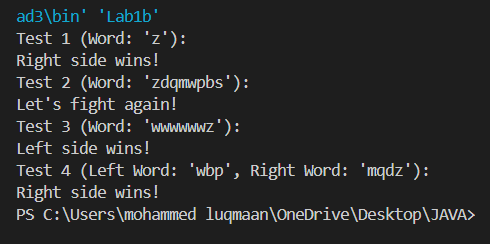 ad3\bin' 'Lab1b'
Test 1 (Word: 'z'):
Right side wins!
Test 2 (Word: 'zdqmwpbs'):
Let's fight again!
Test 3 (Word: 'wwwwwwz'):
Left side wins!
Test 4 (Left Word: 'wbp', Right Word: 'mqdz'):
Right side wins!
PS C:\Users\mohammed luqmaan\OneDrive\Desktop\JAVA>